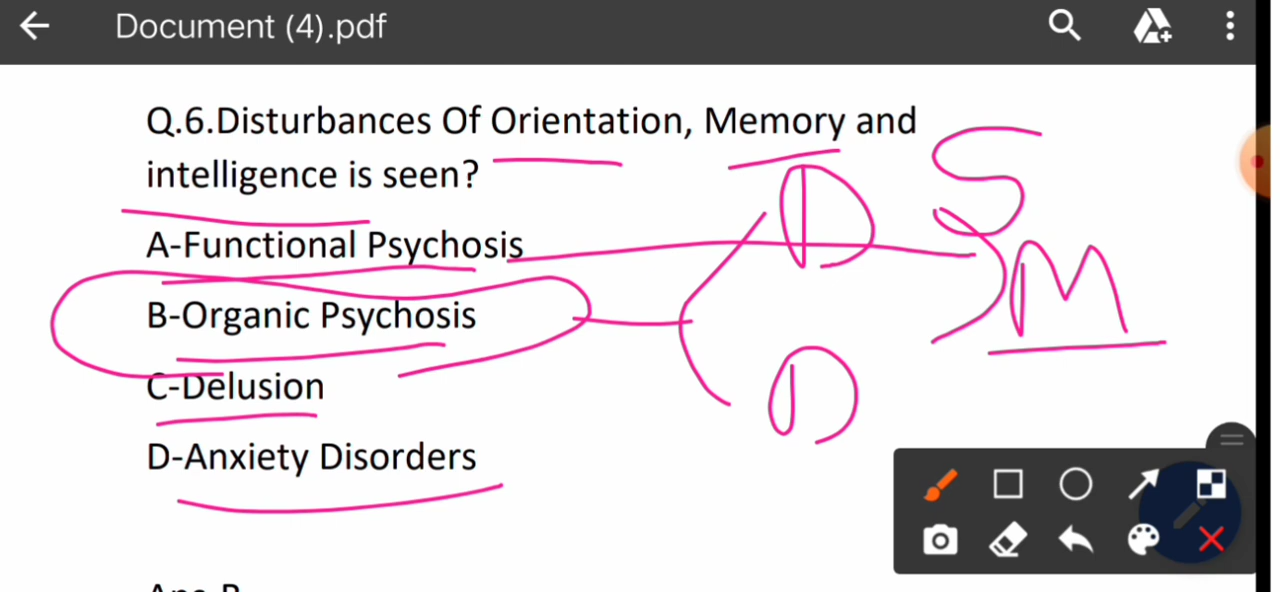 Document (4).pdf
Q.6.Disturbances Of Orientation, Memory and
intelligence is seen?
A-Functional Psychosis
B-Organic Psychosis
C-Delusion
D-Anxiety Disorders
D
S
M
D